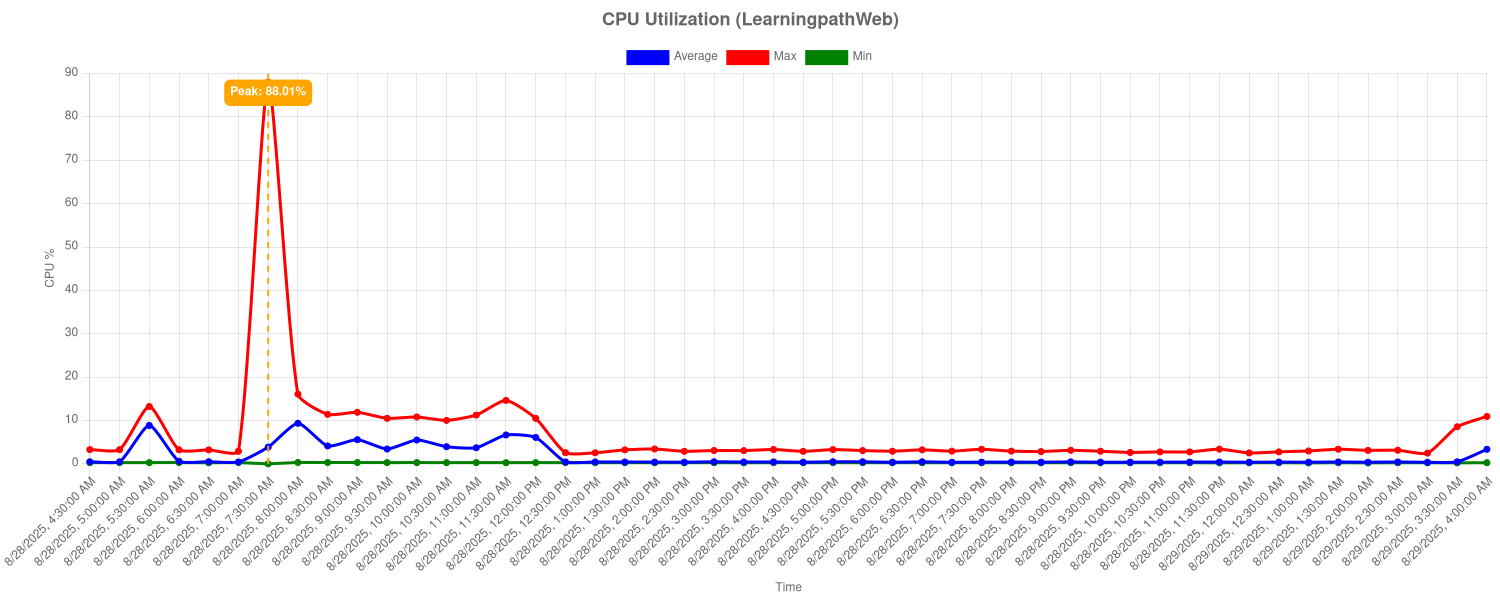 CPU Utilization (LearningpathWeb)
Average Max Min
Peak: 88.01%
90
80
70
60
50
40
30
20
10
0
CPU %
8/28/2025, 4:30:00 AM
8/28/2025, 5:00:00 AM
8/28/2025, 5:30:00 AM
8/28/2025, 6:00:00 AM
8/28/2025, 6:30:00 AM
8/28/2025, 7:00:00 AM
8/28/2025, 7:30:00 AM
8/28/2025, 8:00:00 AM
8/28/2025, 8:30:00 AM
8/28/2025, 9:00:00 AM
8/28/2025, 9:30:00 AM
8/28/2025, 10:00:00 AM
8/28/2025, 10:30:00 AM
8/28/2025, 11:00:00 AM
8/28/2025, 11:30:00 AM
8/28/2025, 12:00:00 PM
8/28/2025, 12:30:00 PM
8/28/2025, 1:00:00 PM
8/28/2025, 1:30:00 PM
8/28/2025, 2:00:00 PM
8/28/2025, 2:30:00 PM
8/28/2025, 3:00:00 PM
8/28/2025, 3:30:00 PM
8/28/2025, 4:00:00 PM
8/28/2025, 4:30:00 PM
8/28/2025, 5:00:00 PM
8/28/2025, 5:30:00 PM
8/28/2025, 6:00:00 PM
8/28/2025, 6:30:00 PM
8/28/2025, 7:00:00 PM
8/28/2025, 7:30:00 PM
8/28/2025, 8:00:00 PM
8/28/2025, 8:30:00 PM
8/28/2025, 9:00:00 PM
8/28/2025, 9:30:00 PM
8/28/2025, 10:00:00 PM
8/28/2025, 10:30:00 PM
8/28/2025, 11:00:00 PM
8/28/2025, 11:30:00 PM
8/29/2025, 12:00:00 AM
8/29/2025, 12:30:00 AM
8/29/2025, 1:00:00 AM
8/29/2025, 1:30:00 AM
8/29/2025, 2:00:00 AM
8/29/2025, 2:30:00 AM
8/29/2025, 3:00:00 AM
8/29/2025, 3:30:00 AM
8/29/2025, 4:00:00 AM
Time